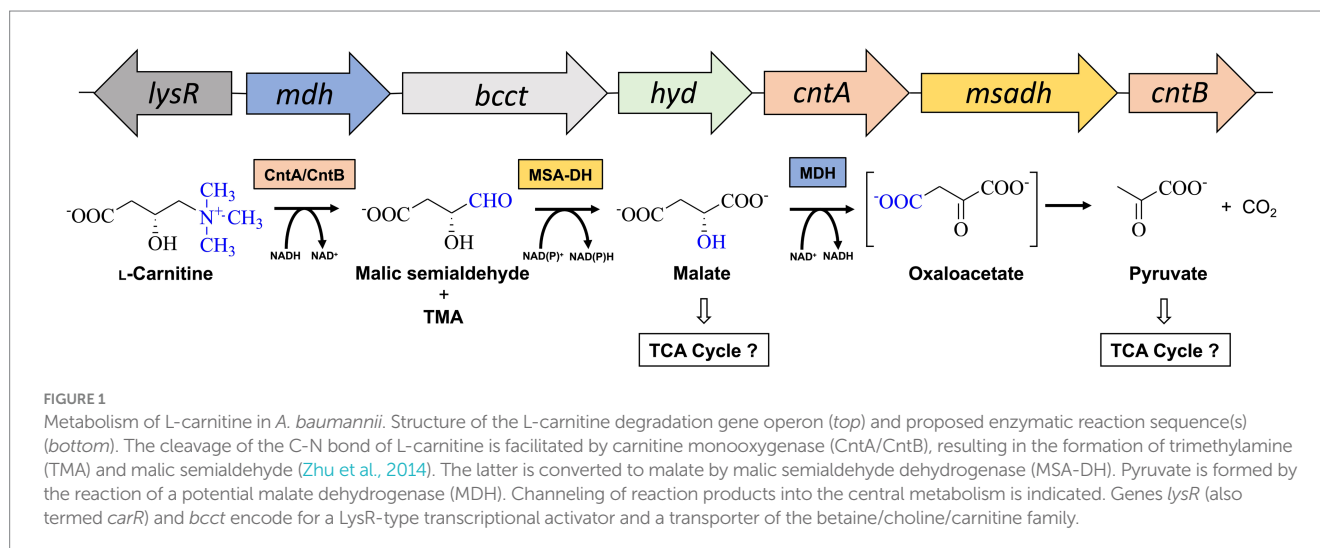 lysR mdh bcct hyd cntA msadh cntB
CntA/CntB MSA-DH MDH
CH₃
⁻OOC N⁺ CH₃ ⁻OOC CHO ⁻OOC COO⁻ ⁻OOC COO⁻ COO⁻ + CO₂
OH CH₃ OH OH O O
NADH NAD⁺ NAD(P)⁺ NAD(P)H NAD⁺ NADH
L-Carnitine Malic semialdehyde Malate Oxaloacetate Pyruvate
+
TMA
TCA Cycle ? TCA Cycle ?
FIGURE 1
Metabolism of L-carnitine in A. baumannii. Structure of the L-carnitine degradation gene operon (top) and proposed enzymatic reaction sequence(s)
(bottom). The cleavage of the C-N bond of L-carnitine is facilitated by carnitine monooxygenase (CntA/CntB), resulting in the formation of trimethylamine
(TMA) and malic semialdehyde (Zhu et al., 2014). The latter is converted to malate by malic semialdehyde dehydrogenase (MSA-DH). Pyruvate is formed by
the reaction of a potential malate dehydrogenase (MDH). Channeling of reaction products into the central metabolism is indicated. Genes lysR (also
termed carR) and bcct encode for a LysR-type transcriptional activator and a transporter of the betaine/choline/carnitine family.